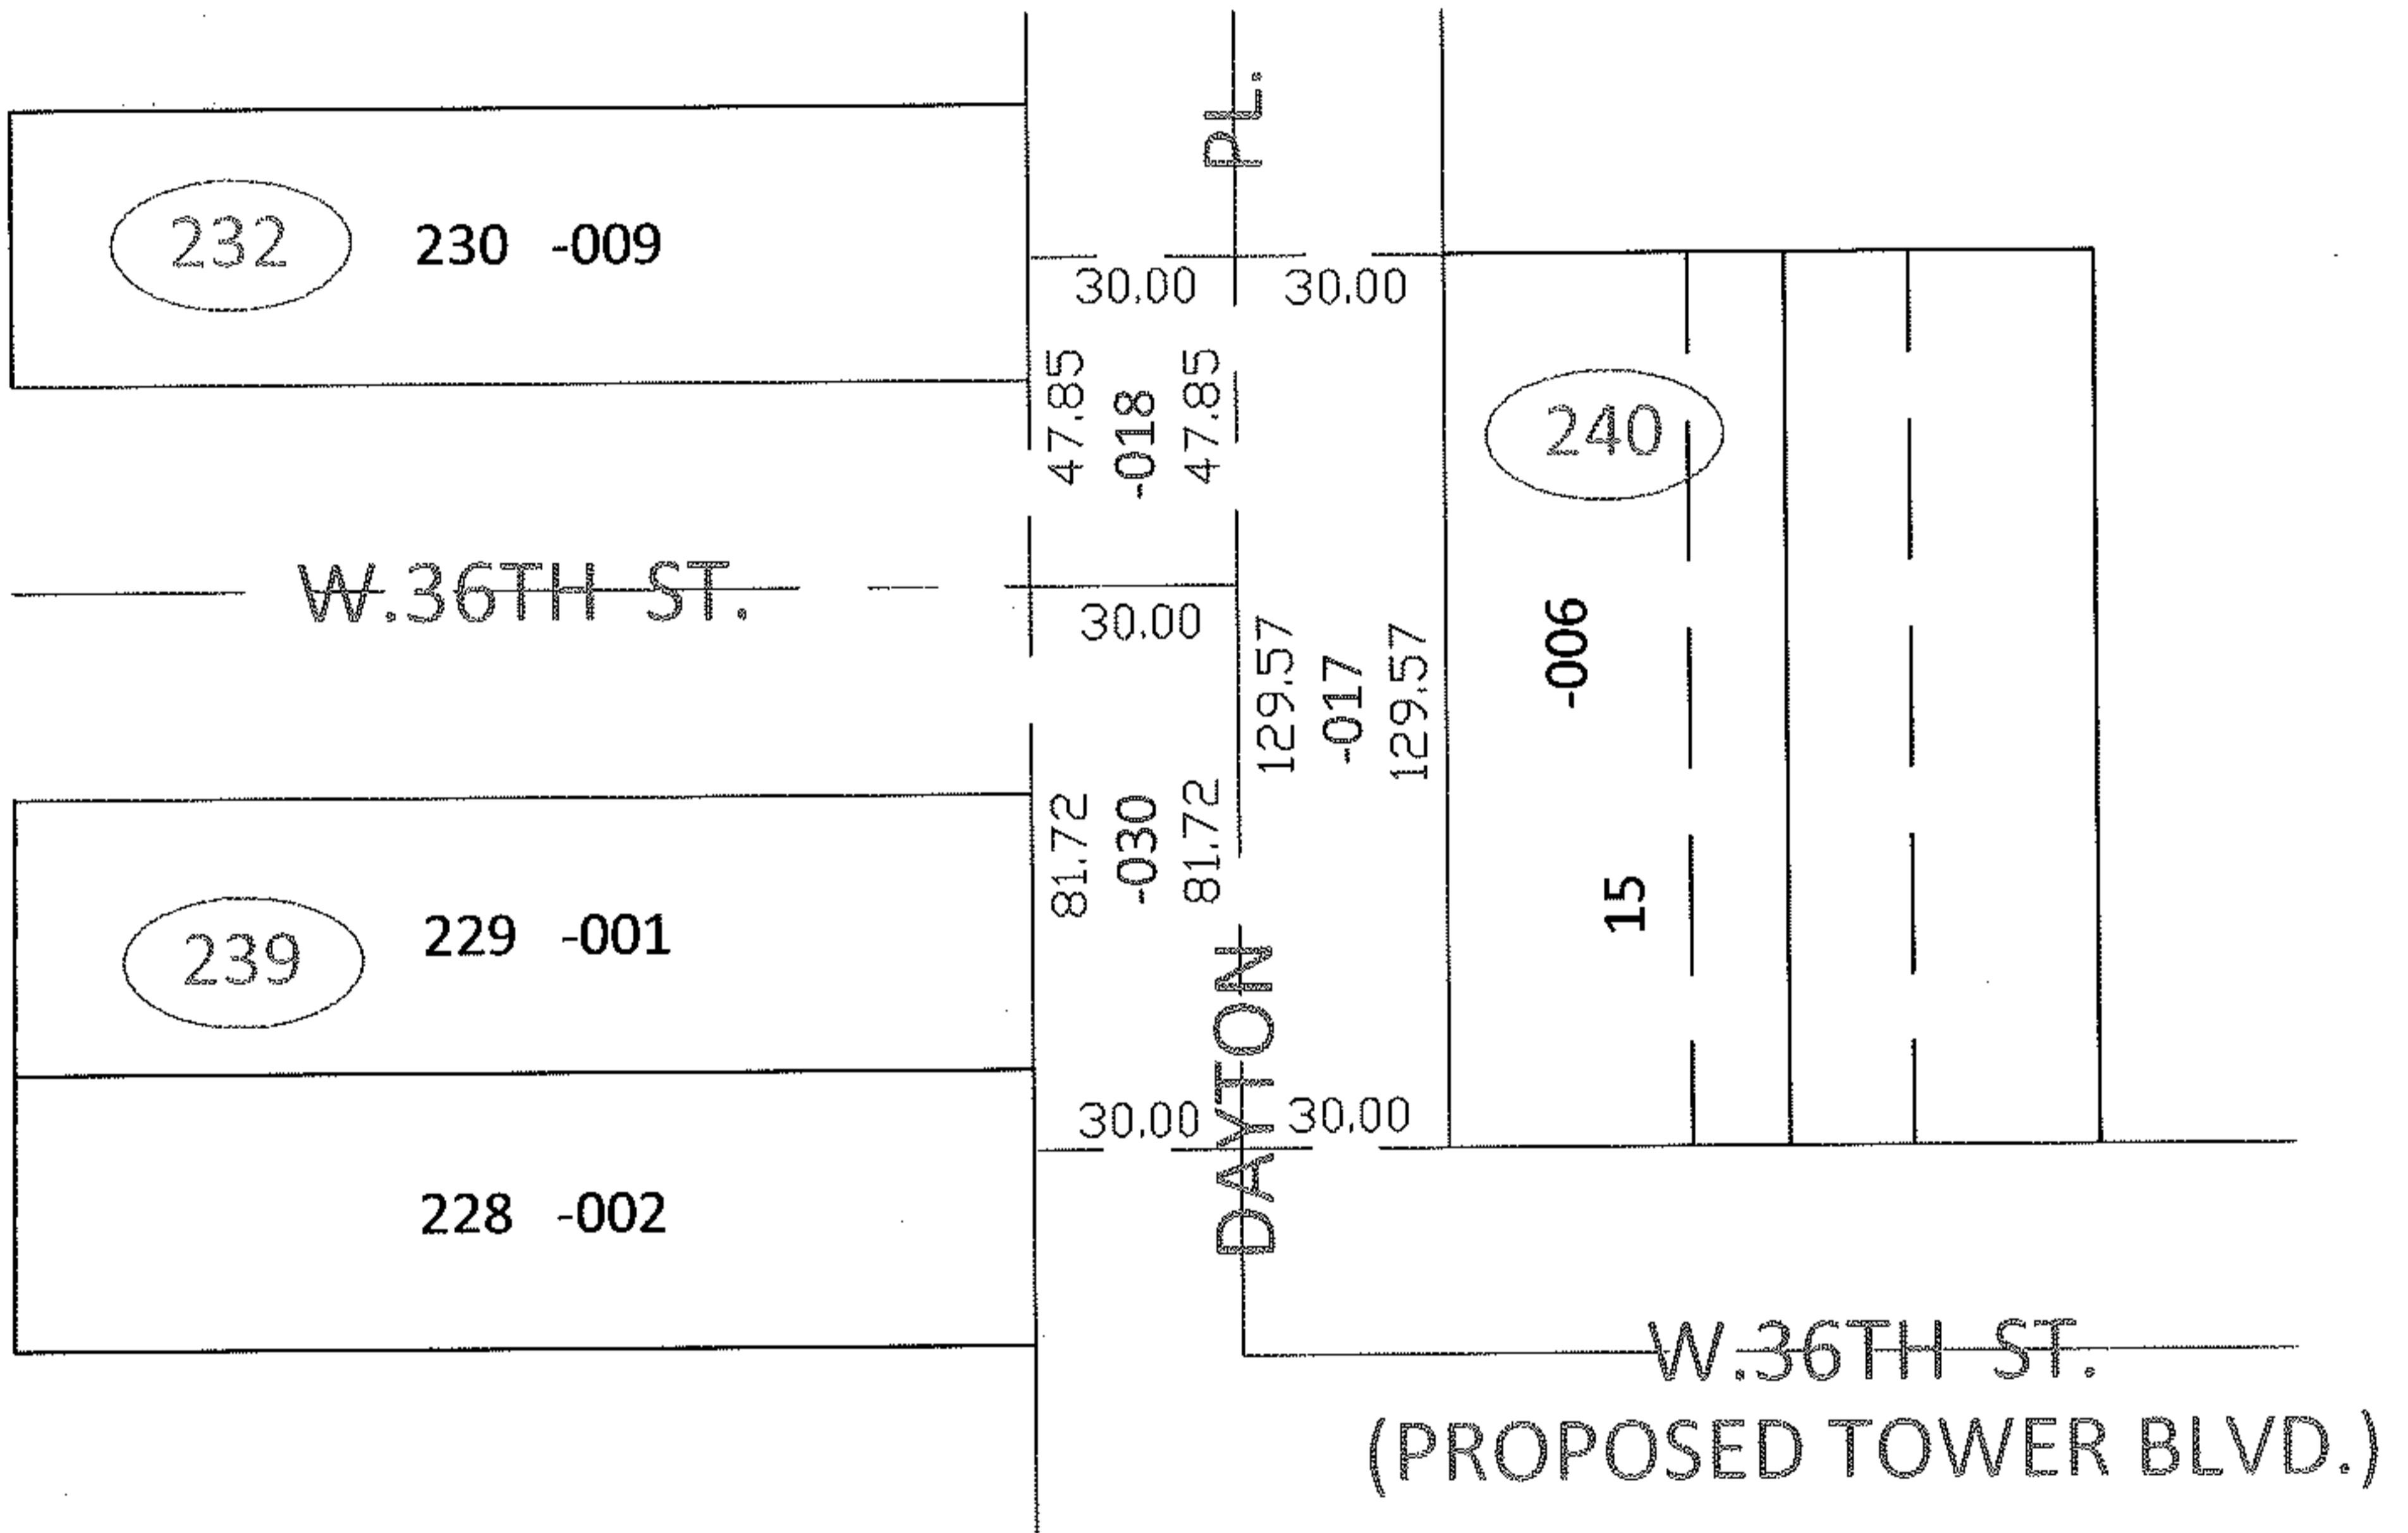 PL.
232 230 -009
30.00 30.00
47.85
-018
47.85
240
W.36TH ST.
30.00
129.57
-017
129.57
-006
81.72
-030
81.72
15
239 229 -001
DAYTON
30.00 30.00
228 -002
W.36TH ST.
(PROPOSED TOWER BLVD.)